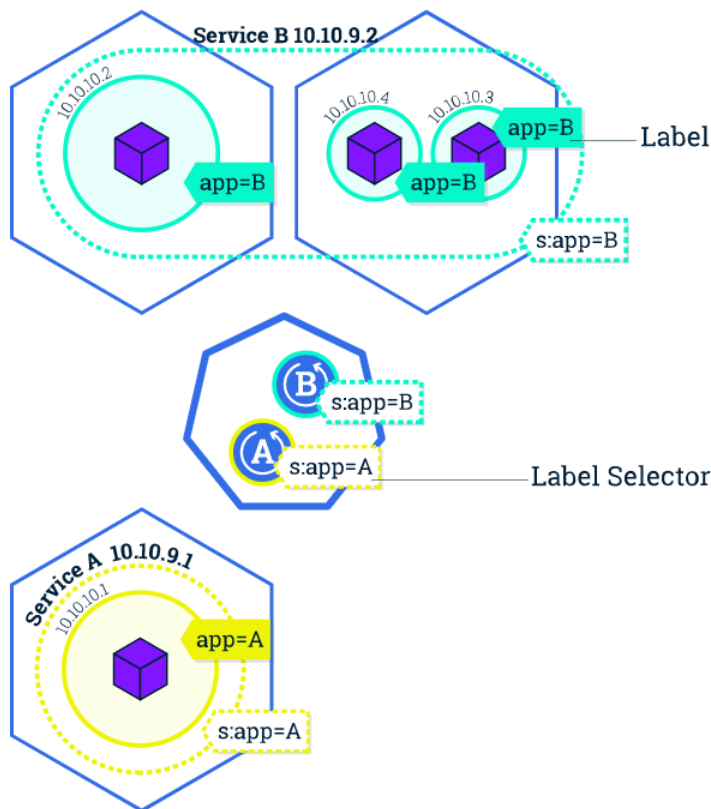 Service B 10.10.9.2
10.10.10.2
10.10.10.4
10.10.10.3
app=B
Label
app=B
app=B
s:app=B
B
s:app=B
A
s:app=A
Label Selector
Service A 10.10.9.1
10.10.10.1
app=A
s:app=A